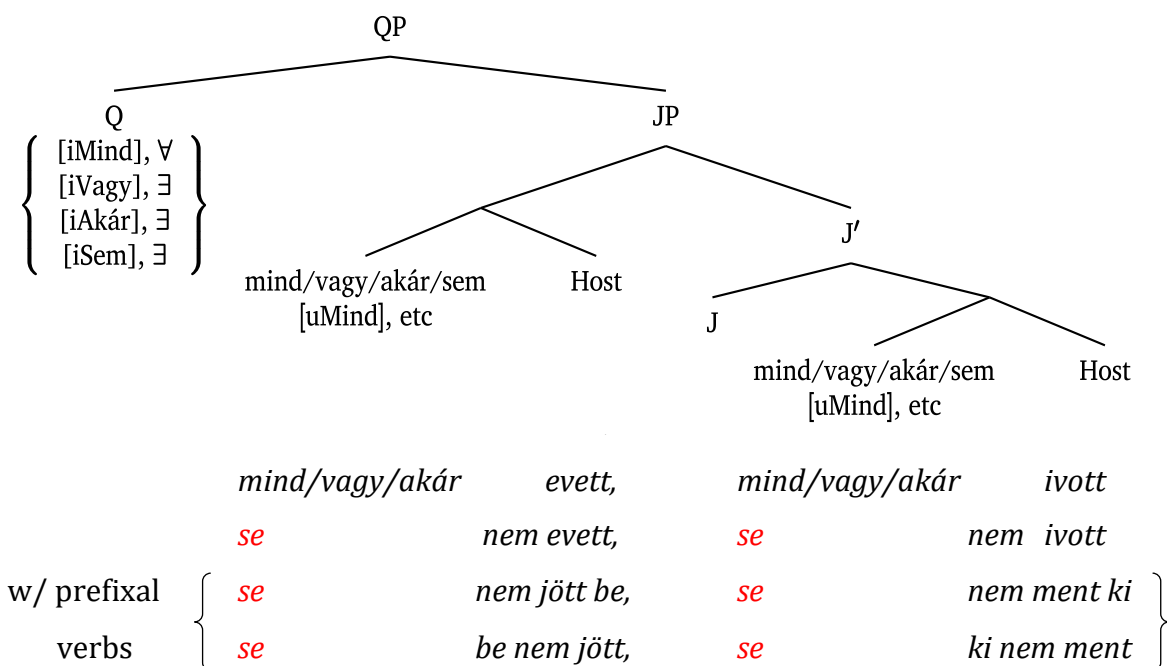 QP
Q JP
[iMind], ∀
[iVagy], ∃
[iAkár], ∃
[iSem], ∃
J′
mind/vagy/akár/sem Host
[uMind], etc
J
mind/vagy/akár/sem Host
[uMind], etc
mind/vagy/akár evett, mind/vagy/akár ivott
se nem evett, se nem ivott
w/ prefixal se nem jött be, se nem ment ki
verbs se be nem jött, se ki nem ment